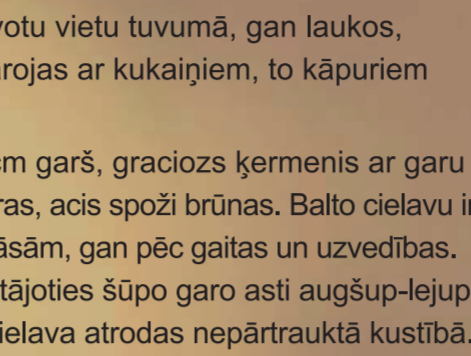 votu vietu tuvumā, gan laukos,
arojas ar kukaiņiem, to kāpuriem
cm garš, graciozs ķermenis ar garu
ras, acis spoži brūnas. Balto cielavu i
āsām, gan pēc gaitas un uzvedības.
tājoties šūpo garo asti augšup-lejup
ielava atrodas nepārtrauktā kustībā.